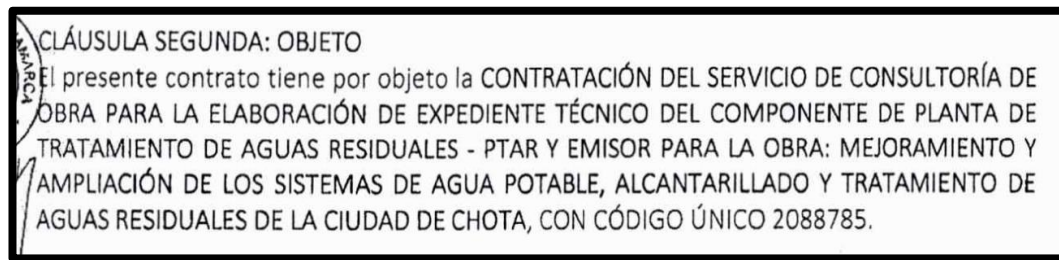 CLÁUSULA SEGUNDA: OBJETO
El presente contrato tiene por objeto la CONTRATACIÓN DEL SERVICIO DE CONSULTORÍA DE
OBRA PARA LA ELABORACIÓN DE EXPEDIENTE TÉCNICO DEL COMPONENTE DE PLANTA DE
TRATAMIENTO DE AGUAS RESIDUALES - PTAR Y EMISOR PARA LA OBRA: MEJORAMIENTO Y
AMPLIACIÓN DE LOS SISTEMAS DE AGUA POTABLE, ALCANTARILLADO Y TRATAMIENTO DE
AGUAS RESIDUALES DE LA CIUDAD DE CHOTA, CON CÓDIGO ÚNICO 2088785.